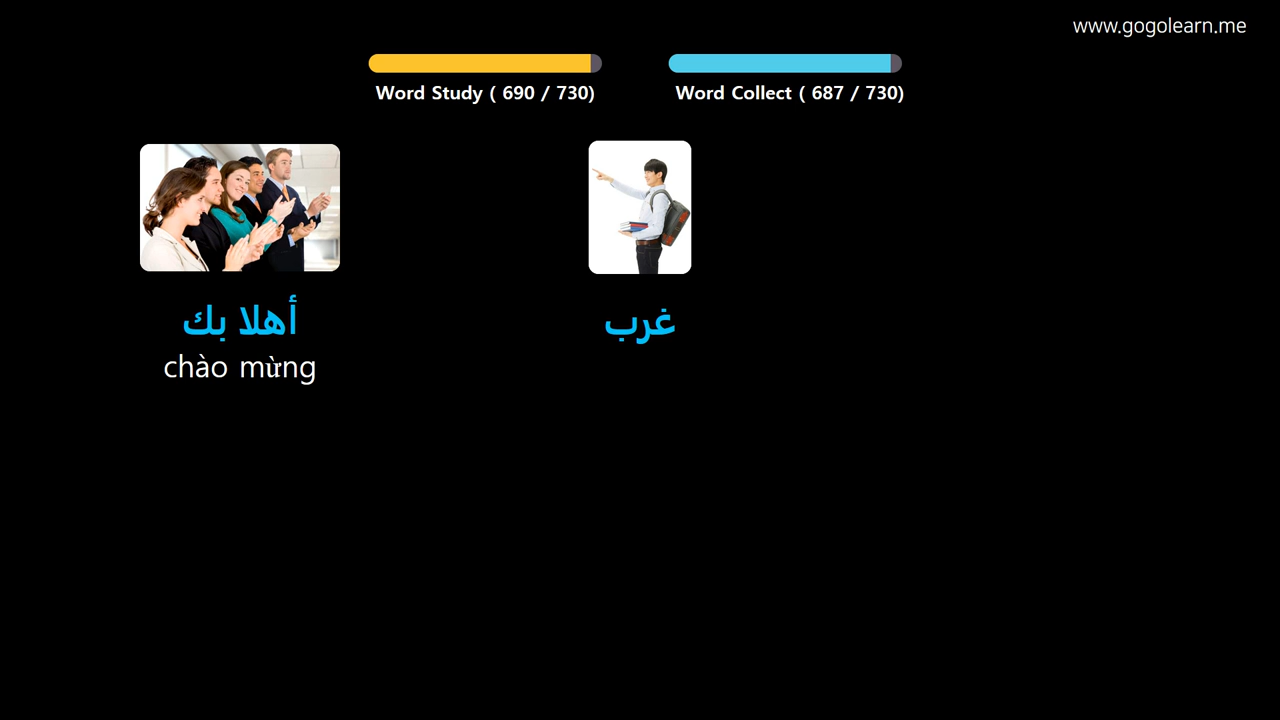 www.gogolearn.me
Word Study ( 690 / 730)
Word Collect ( 687 / 730)
أهلا بك
chào mừng
غرب